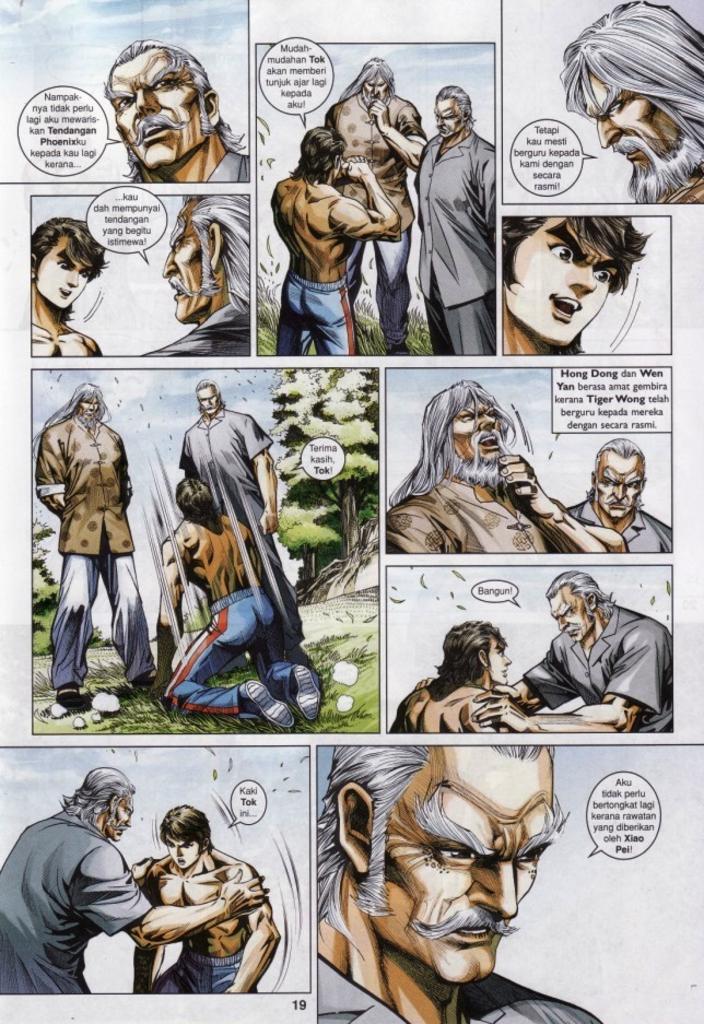 Nampak-
nya tidak perlu
lagi aku mewaris-
kan Tendangan
Phoenixku
kepada kau lagi
kerana...
Mudah-
mudahan Tok
akan memberi
tunjuk ajar lagi
kepada
aku!
Tetapi
kau mesti
berguru kepada
kami dengan
secara
rasmi!
...kau
dah mempunyai
tendangan
yang begitu
istimewa!
Terima
kasih,
Tok!
Hong Dong dan Wen
Yan berasa amat gembira
kerana Tiger Wong telah
berguru kepada mereka
dengan secara rasmi.
Bangun!
Kaki
Tok
ini...
Aku
tidak perlu
bertongkat lagi
kerana rawatan
yang diberikan
oleh Xiao
Pei!
19